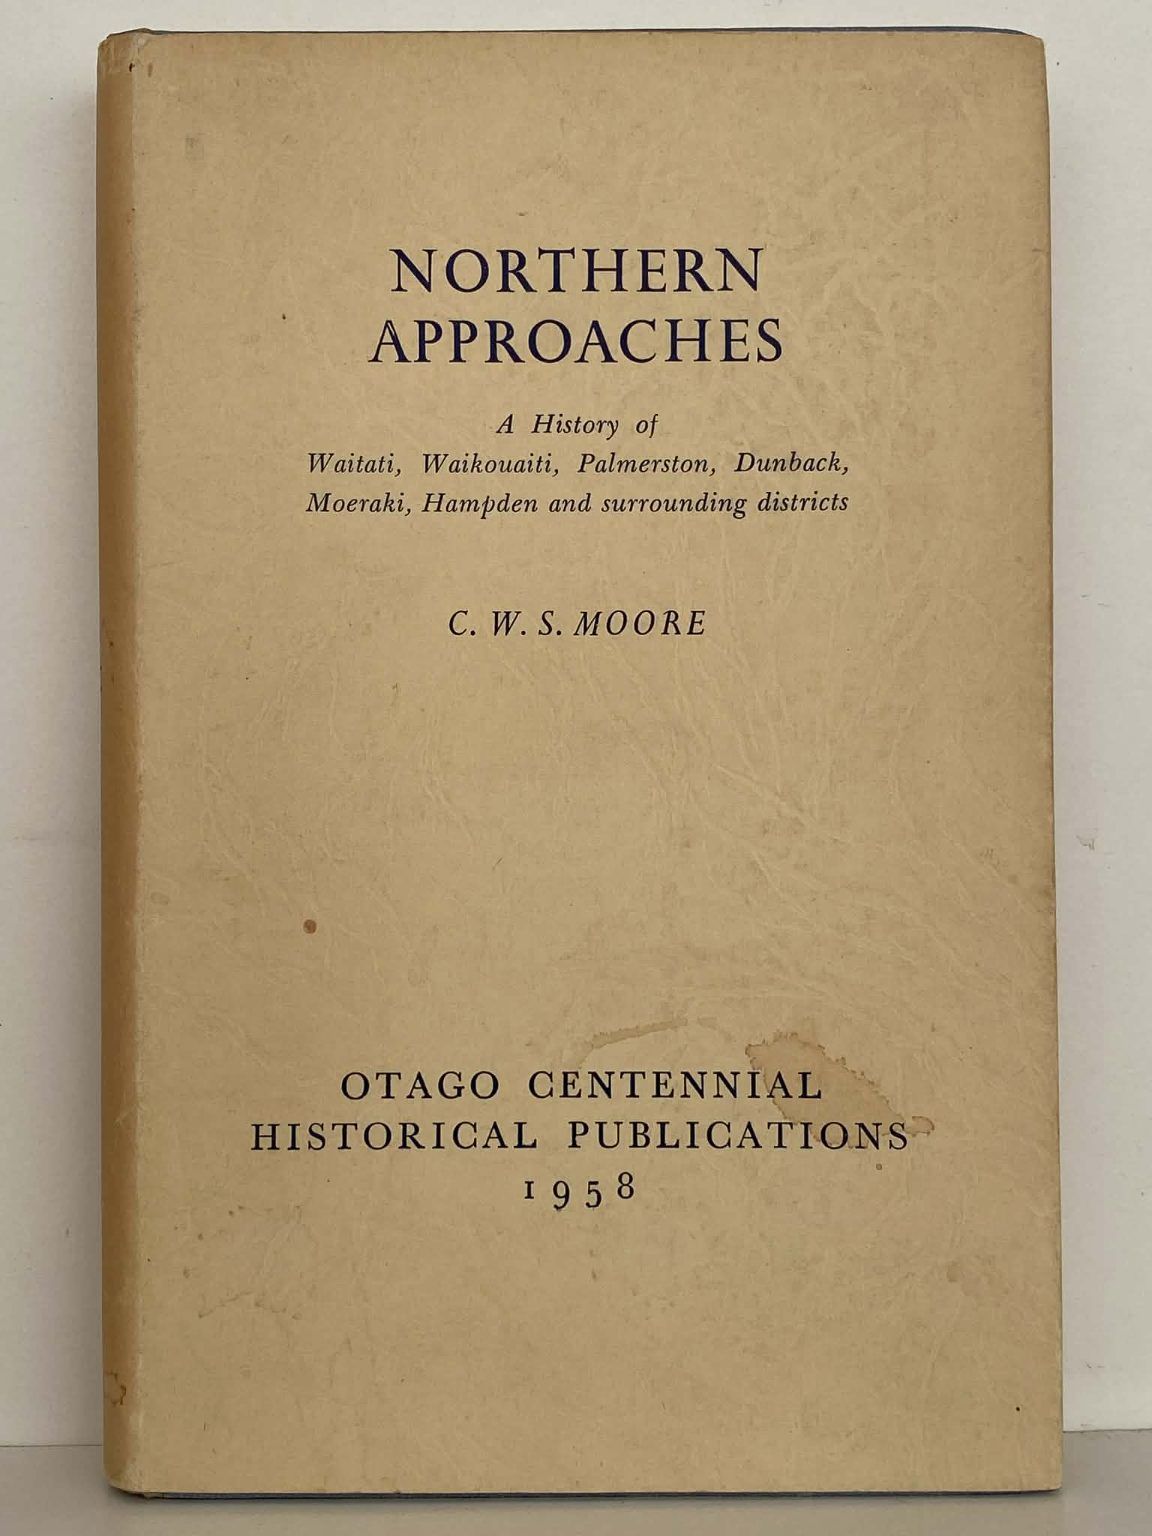 NORTHERN
APPROACHES
A History of
Waitati, Waikouaiti, Palmerston, Dunback,
Moeraki, Hampden and surrounding districts
C. W. S. MOORE
OTAGO CENTENNIAL
HISTORICAL PUBLICATIONS
1958